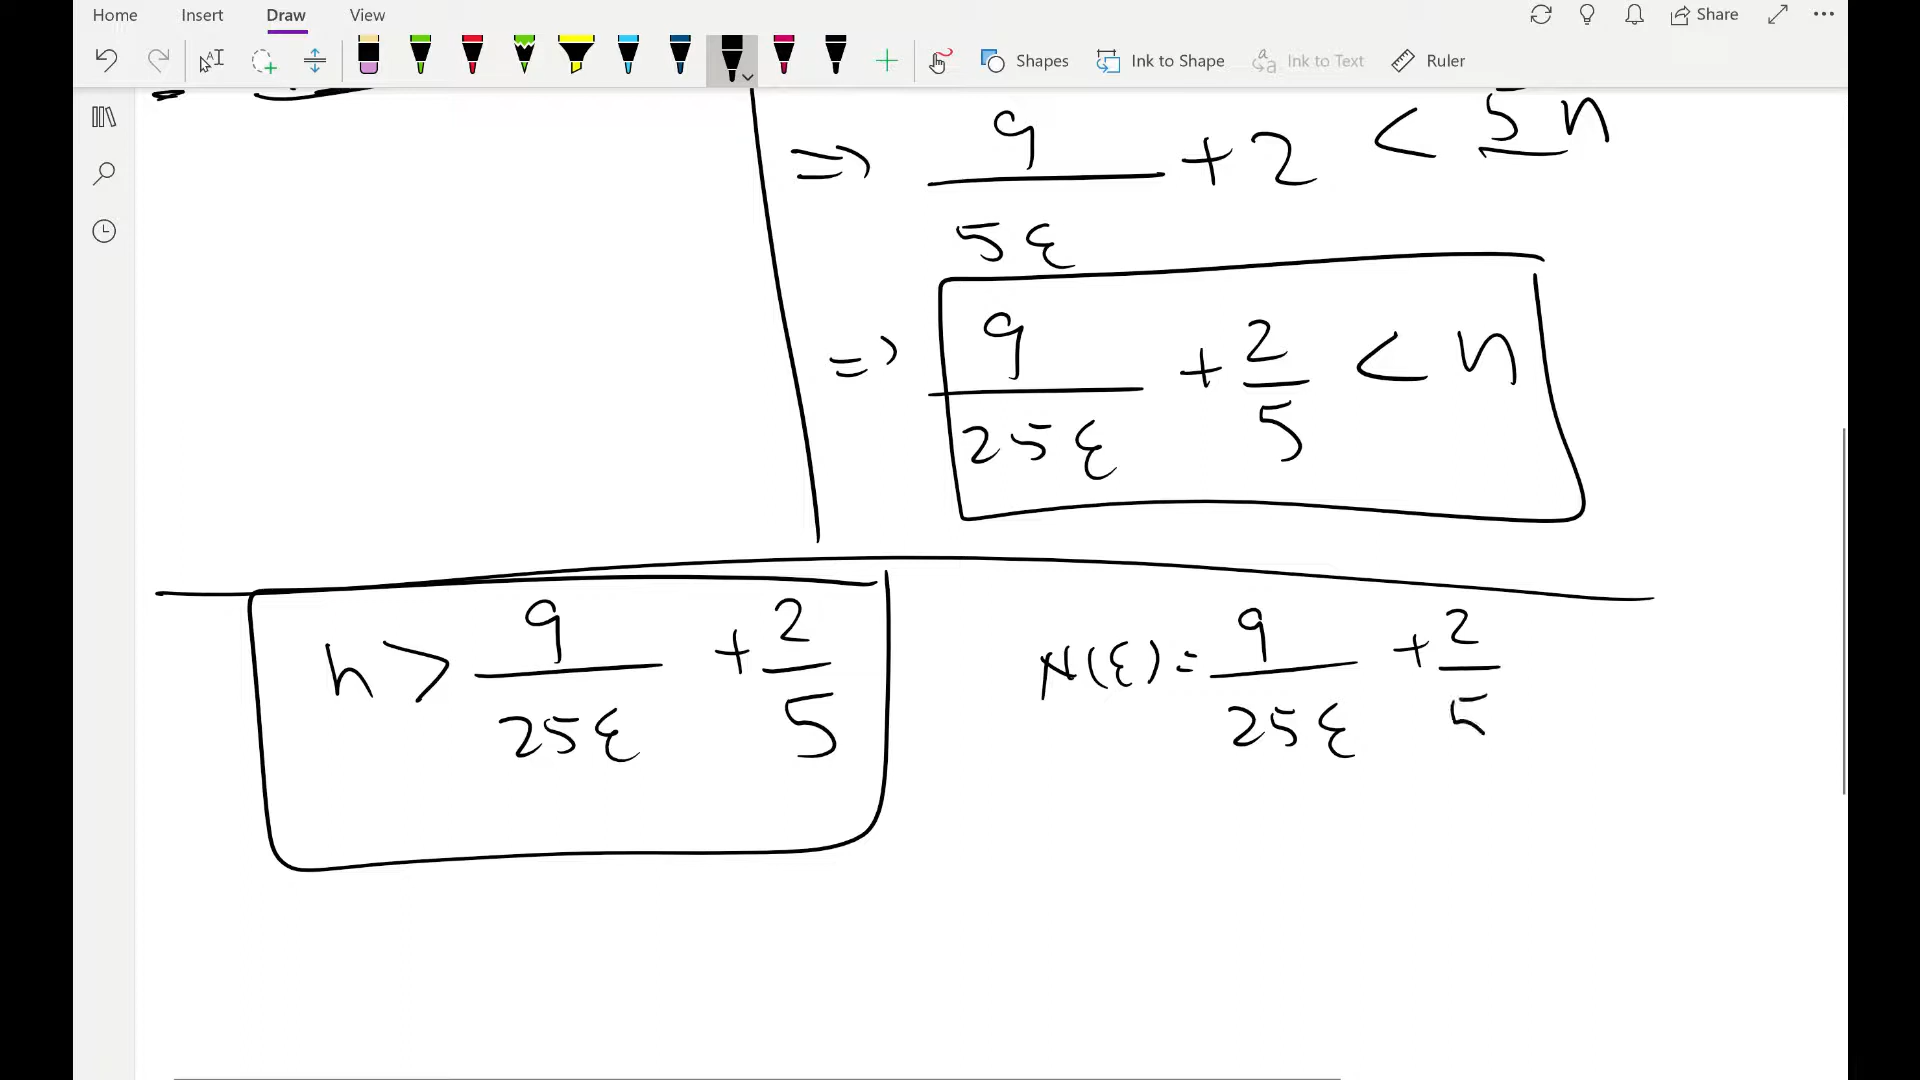 Home Insert Draw View Share
Shapes Ink to Shape Ink to Text Ruler
=> 9/5ε + 2 < 5n
=> 9/25ε + 2/5 < n
n > 9/25ε + 2/5
N(ε) = 9/25ε + 2/5